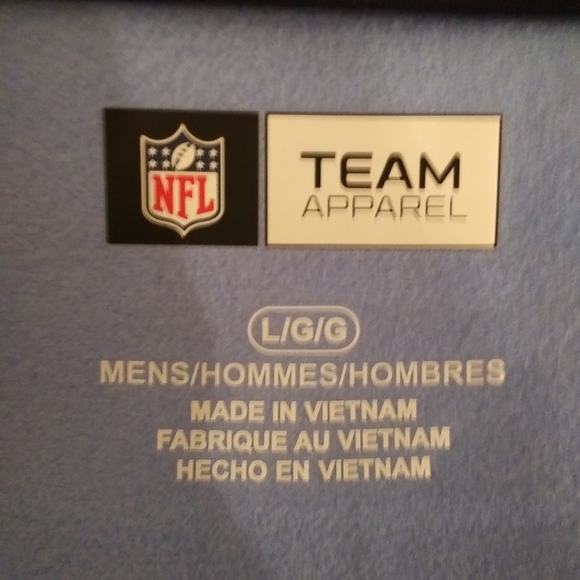 NFL
TEAM
APPAREL
L/G/G
MENS/HOMMES/HOMBRES
MADE IN VIETNAM
FABRIQUE AU VIETNAM
HECHO EN VIETNAM